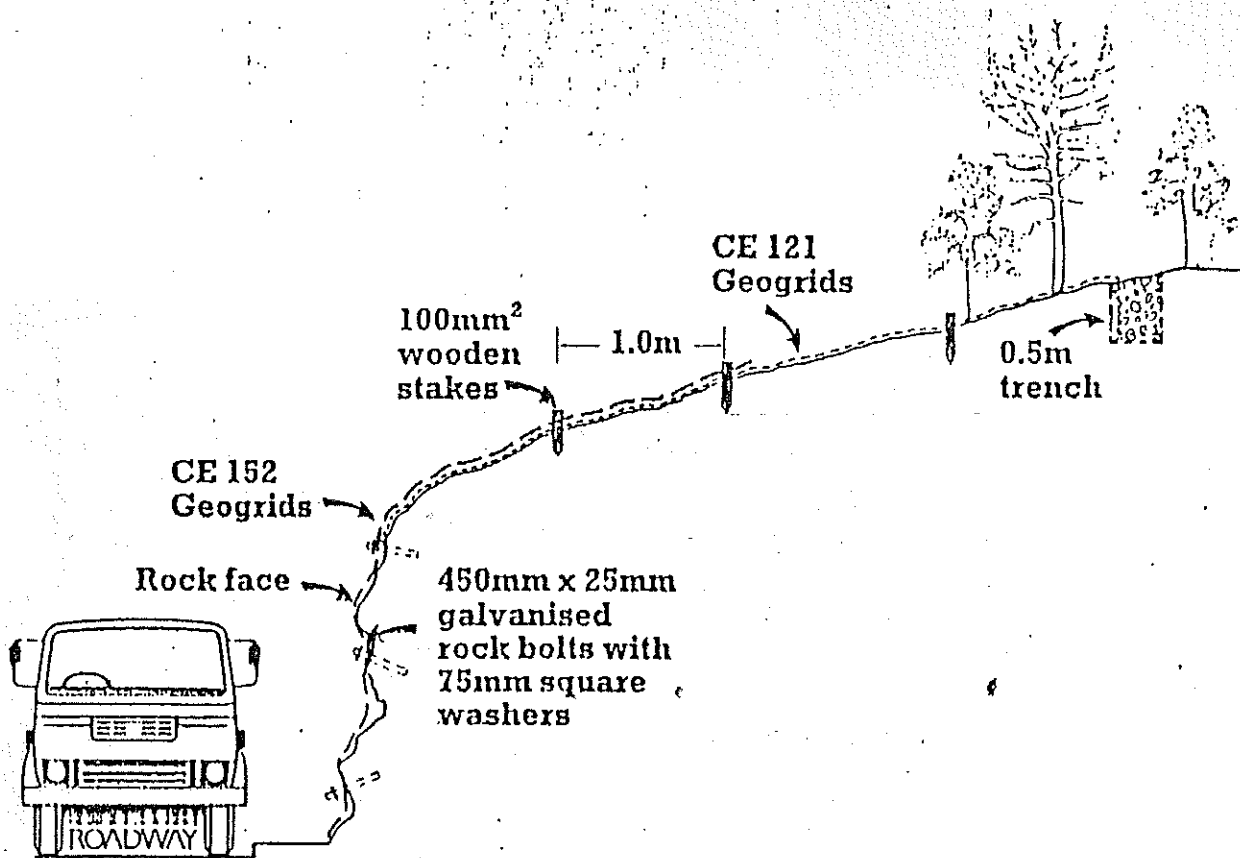 CE 121
Geogrids
100mm²
wooden
stakes
1.0m
0.5m
trench
CE 152
Geogrids
Rock face
450mm x 25mm
galvanised
rock bolts with
75mm square
washers
ROADWAY